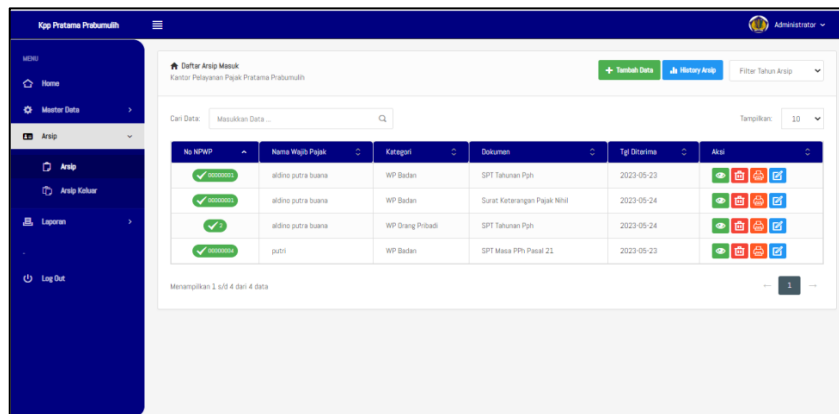 Kpp Pratama Prabumulih
Administrator
MENU
Home
Master Data
Arsip
Arsip
Arsip Keluar
Laporan
Log Out
Daftar Arsip Masuk
Kantor Pelayanan Pajak Pratama Prabumulih
+ Tambah Data
History Arsip
Filter Tahun Arsip
Cari Data:
Masukkan Data ...
Tampilkan:
10
No NPWP Nama Wajib Pajak Kategori Dokumen Tgl Diterima Aksi
00000001 aldino putra buana WP Badan SPT Tahunan Pph 2023-05-23
00000001 aldino putra buana WP Badan Surat Keterangan Pajak Nihil 2023-05-24
3 aldino putra buana WP Orang Pribadi SPT Tahunan Pph 2023-05-24
00000004 putri WP Badan SPT Masa PPh Pasal 21 2023-05-23
Menampilkan 1 s/d 4 dari 4 data
← 1 →